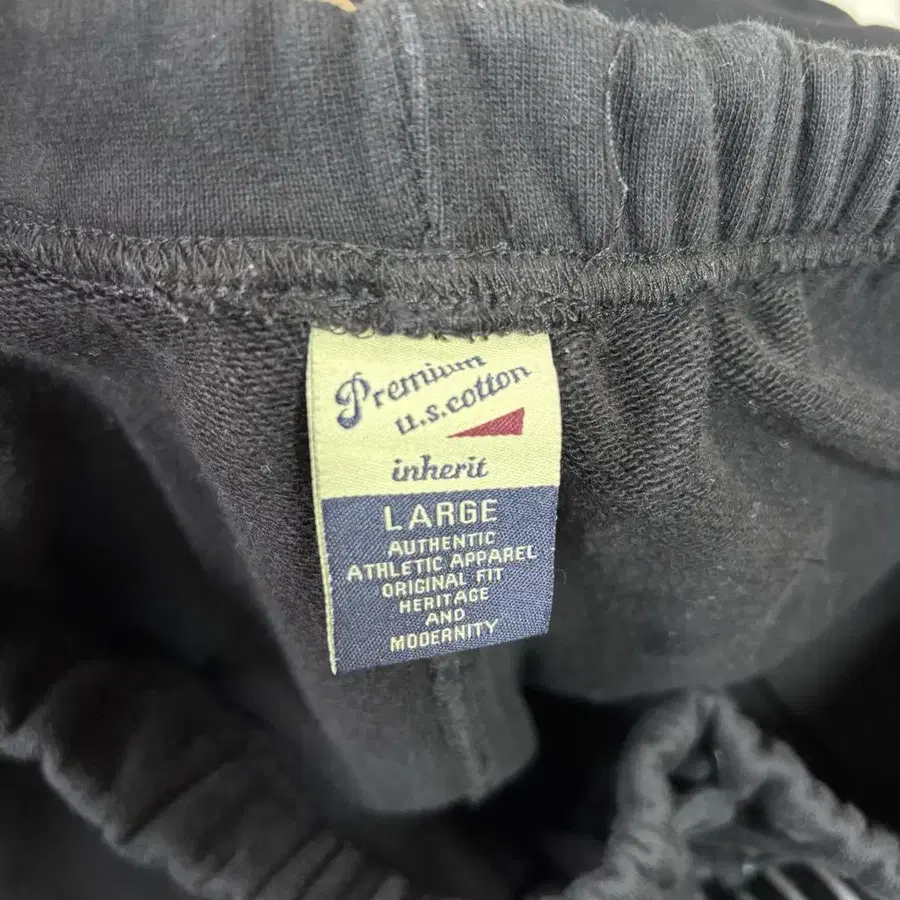 Premium
u.s.cotton
inherit
LARGE
AUTHENTIC
ATHLETIC APPAREL
ORIGINAL FIT
HERITAGE
AND
MODERNITY